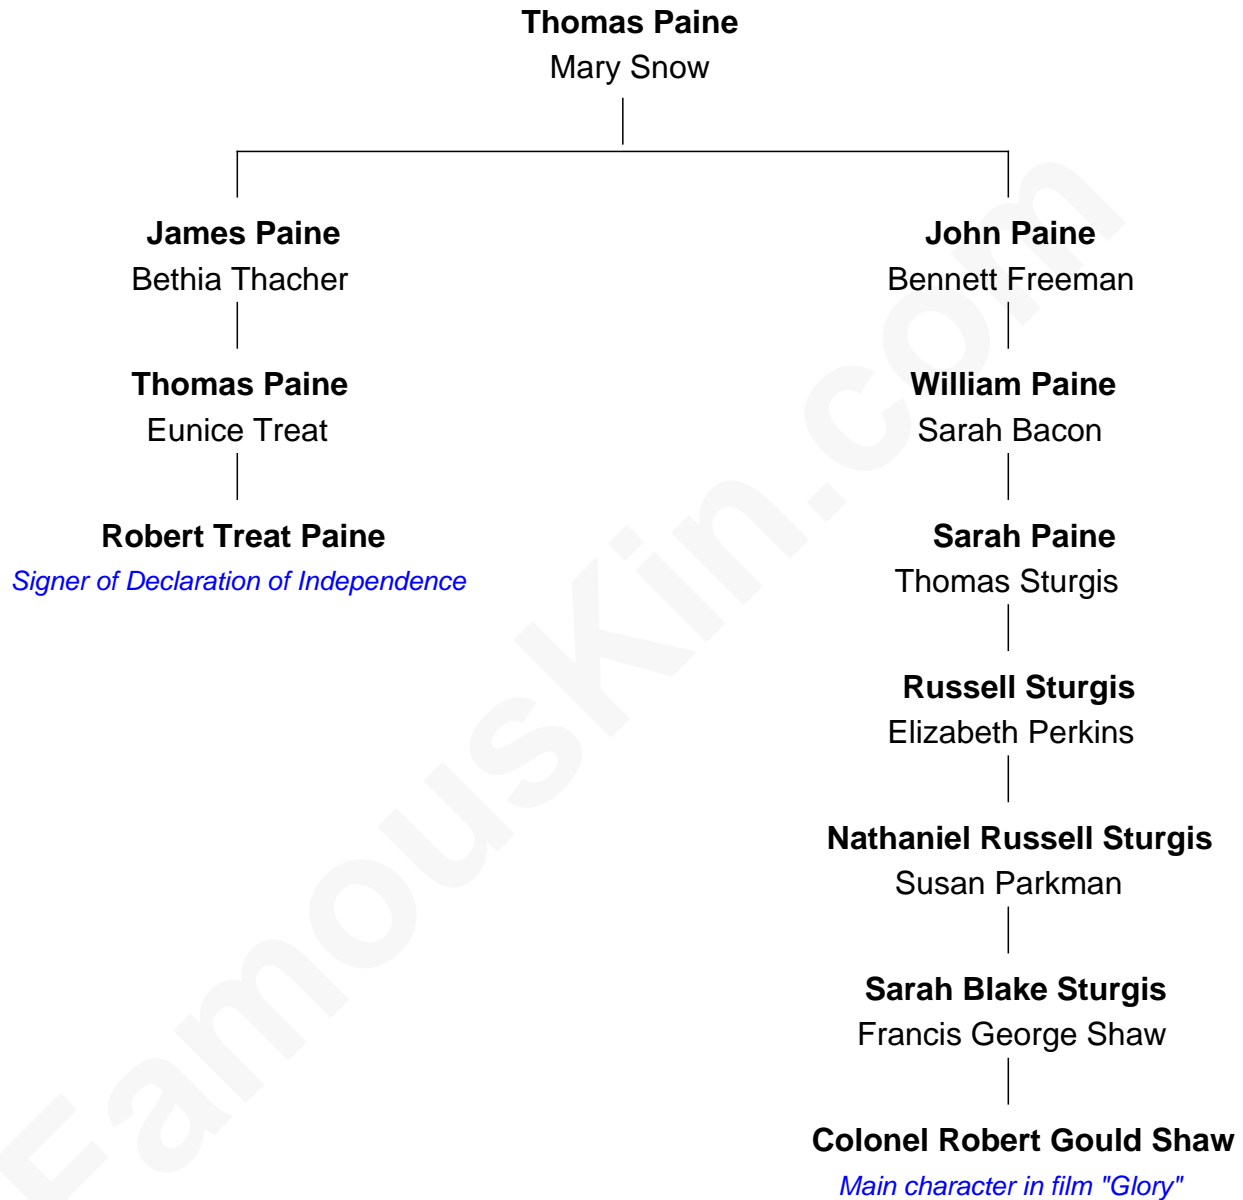 Thomas Paine
Mary Snow
James Paine
Bethia Thacher
John Paine
Bennett Freeman
Thomas Paine
Eunice Treat
William Paine
Sarah Bacon
Robert Treat Paine
Signer of Declaration of Independence
Sarah Paine
Thomas Sturgis
Russell Sturgis
Elizabeth Perkins
Nathaniel Russell Sturgis
Susan Parkman
Sarah Blake Sturgis
Francis George Shaw
Colonel Robert Gould Shaw
Main character in film "Glory"
FamousKin.com